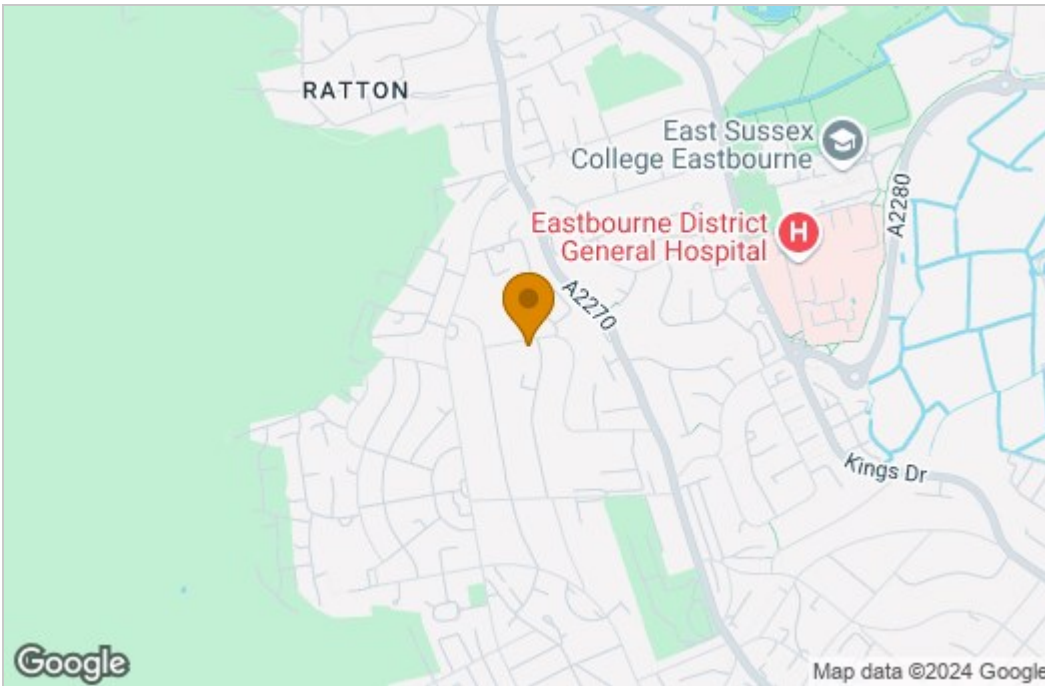 RATTON
East Sussex
College Eastbourne
Eastbourne District
General Hospital
H
A2280
A2270
Kings Dr
Google
Map data ©2024 Google